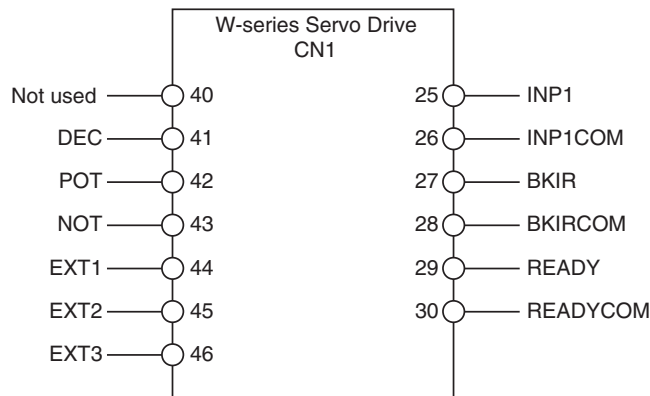 W-series Servo Drive
CN1
Not used 40 25 INP1
DEC 41 26 INP1COM
POT 42 27 BKIR
NOT 43 28 BKIRCOM
EXT1 44 29 READY
EXT2 45 30 READYCOM
EXT3 46